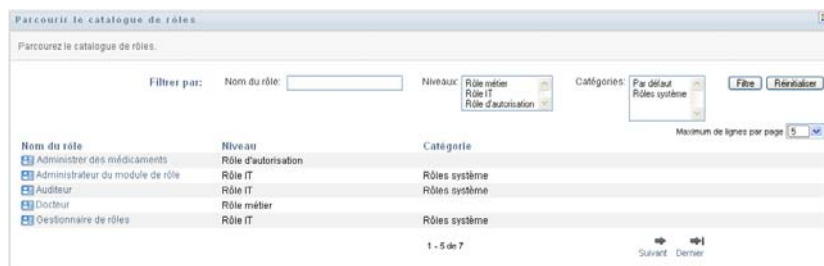 Parcourir le catalogue de rôles
Parcourez le catalogue de rôles.
Filtrer par: Nom du rôle: Niveaux: Rôle métier Catégories: Par défaut Filtre Réinitialiser
Rôle IT Rôles système
Rôle d'autorisation
Maximum de lignes par page 5
Nom du rôle Niveau Catégorie
Administrer des médicaments Rôle d'autorisation
Administrateur du module de rôle Rôle IT Rôles système
Auditeur Rôle IT Rôles système
Docteur Rôle métier
Gestionnaire de rôles Rôle IT Rôles système
1 - 5 de 7
Suivant Dernier